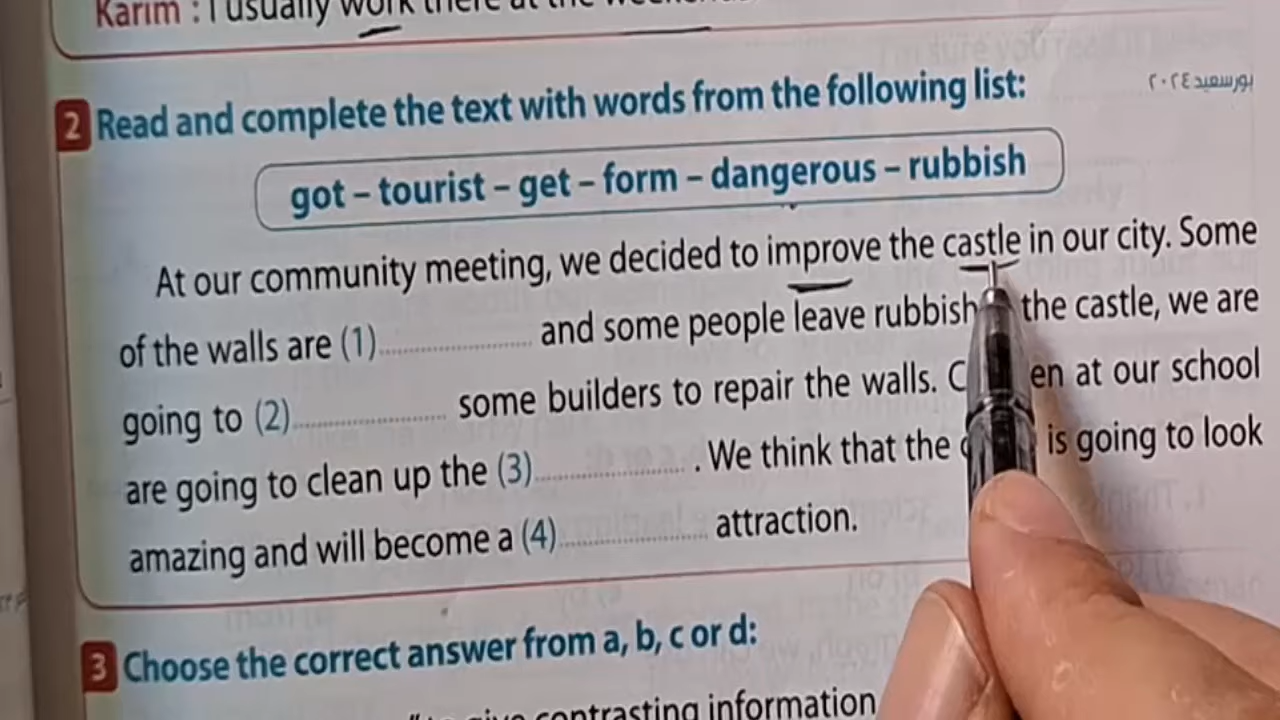 Karim : I usually work there at the
2 Read and complete the text with words from the following list:
بورسعيد ٢٠٢٤
got – tourist – get – form – dangerous – rubbish
At our community meeting, we decided to improve the castle in our city. Some
of the walls are (1) and some people leave rubbish the castle, we are
going to (2) some builders to repair the walls. at our school
are going to clean up the (3) . We think that the is going to look
amazing and will become a (4) attraction.
3 Choose the correct answer from a, b, c or d:
give contrasting information